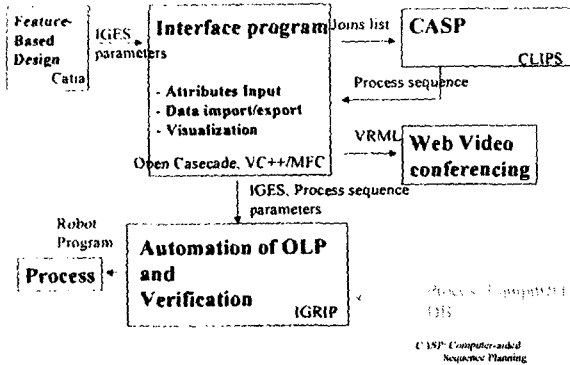 Feature-
Based
Design
Catia
IGES
parameters
Interface program
- Attributes Input
- Data import/export
- Visualization
Open Casecade, VC++/MFC
Joins list
CASP
CLIPS
Process sequence
VRML
Web Video
conferencing
IGES, Process sequence
parameters
Robot
Program
Process
Automation of OLP
and
Verification
IGRIP
DB
CASP: Computer-aided
Sequence Planning